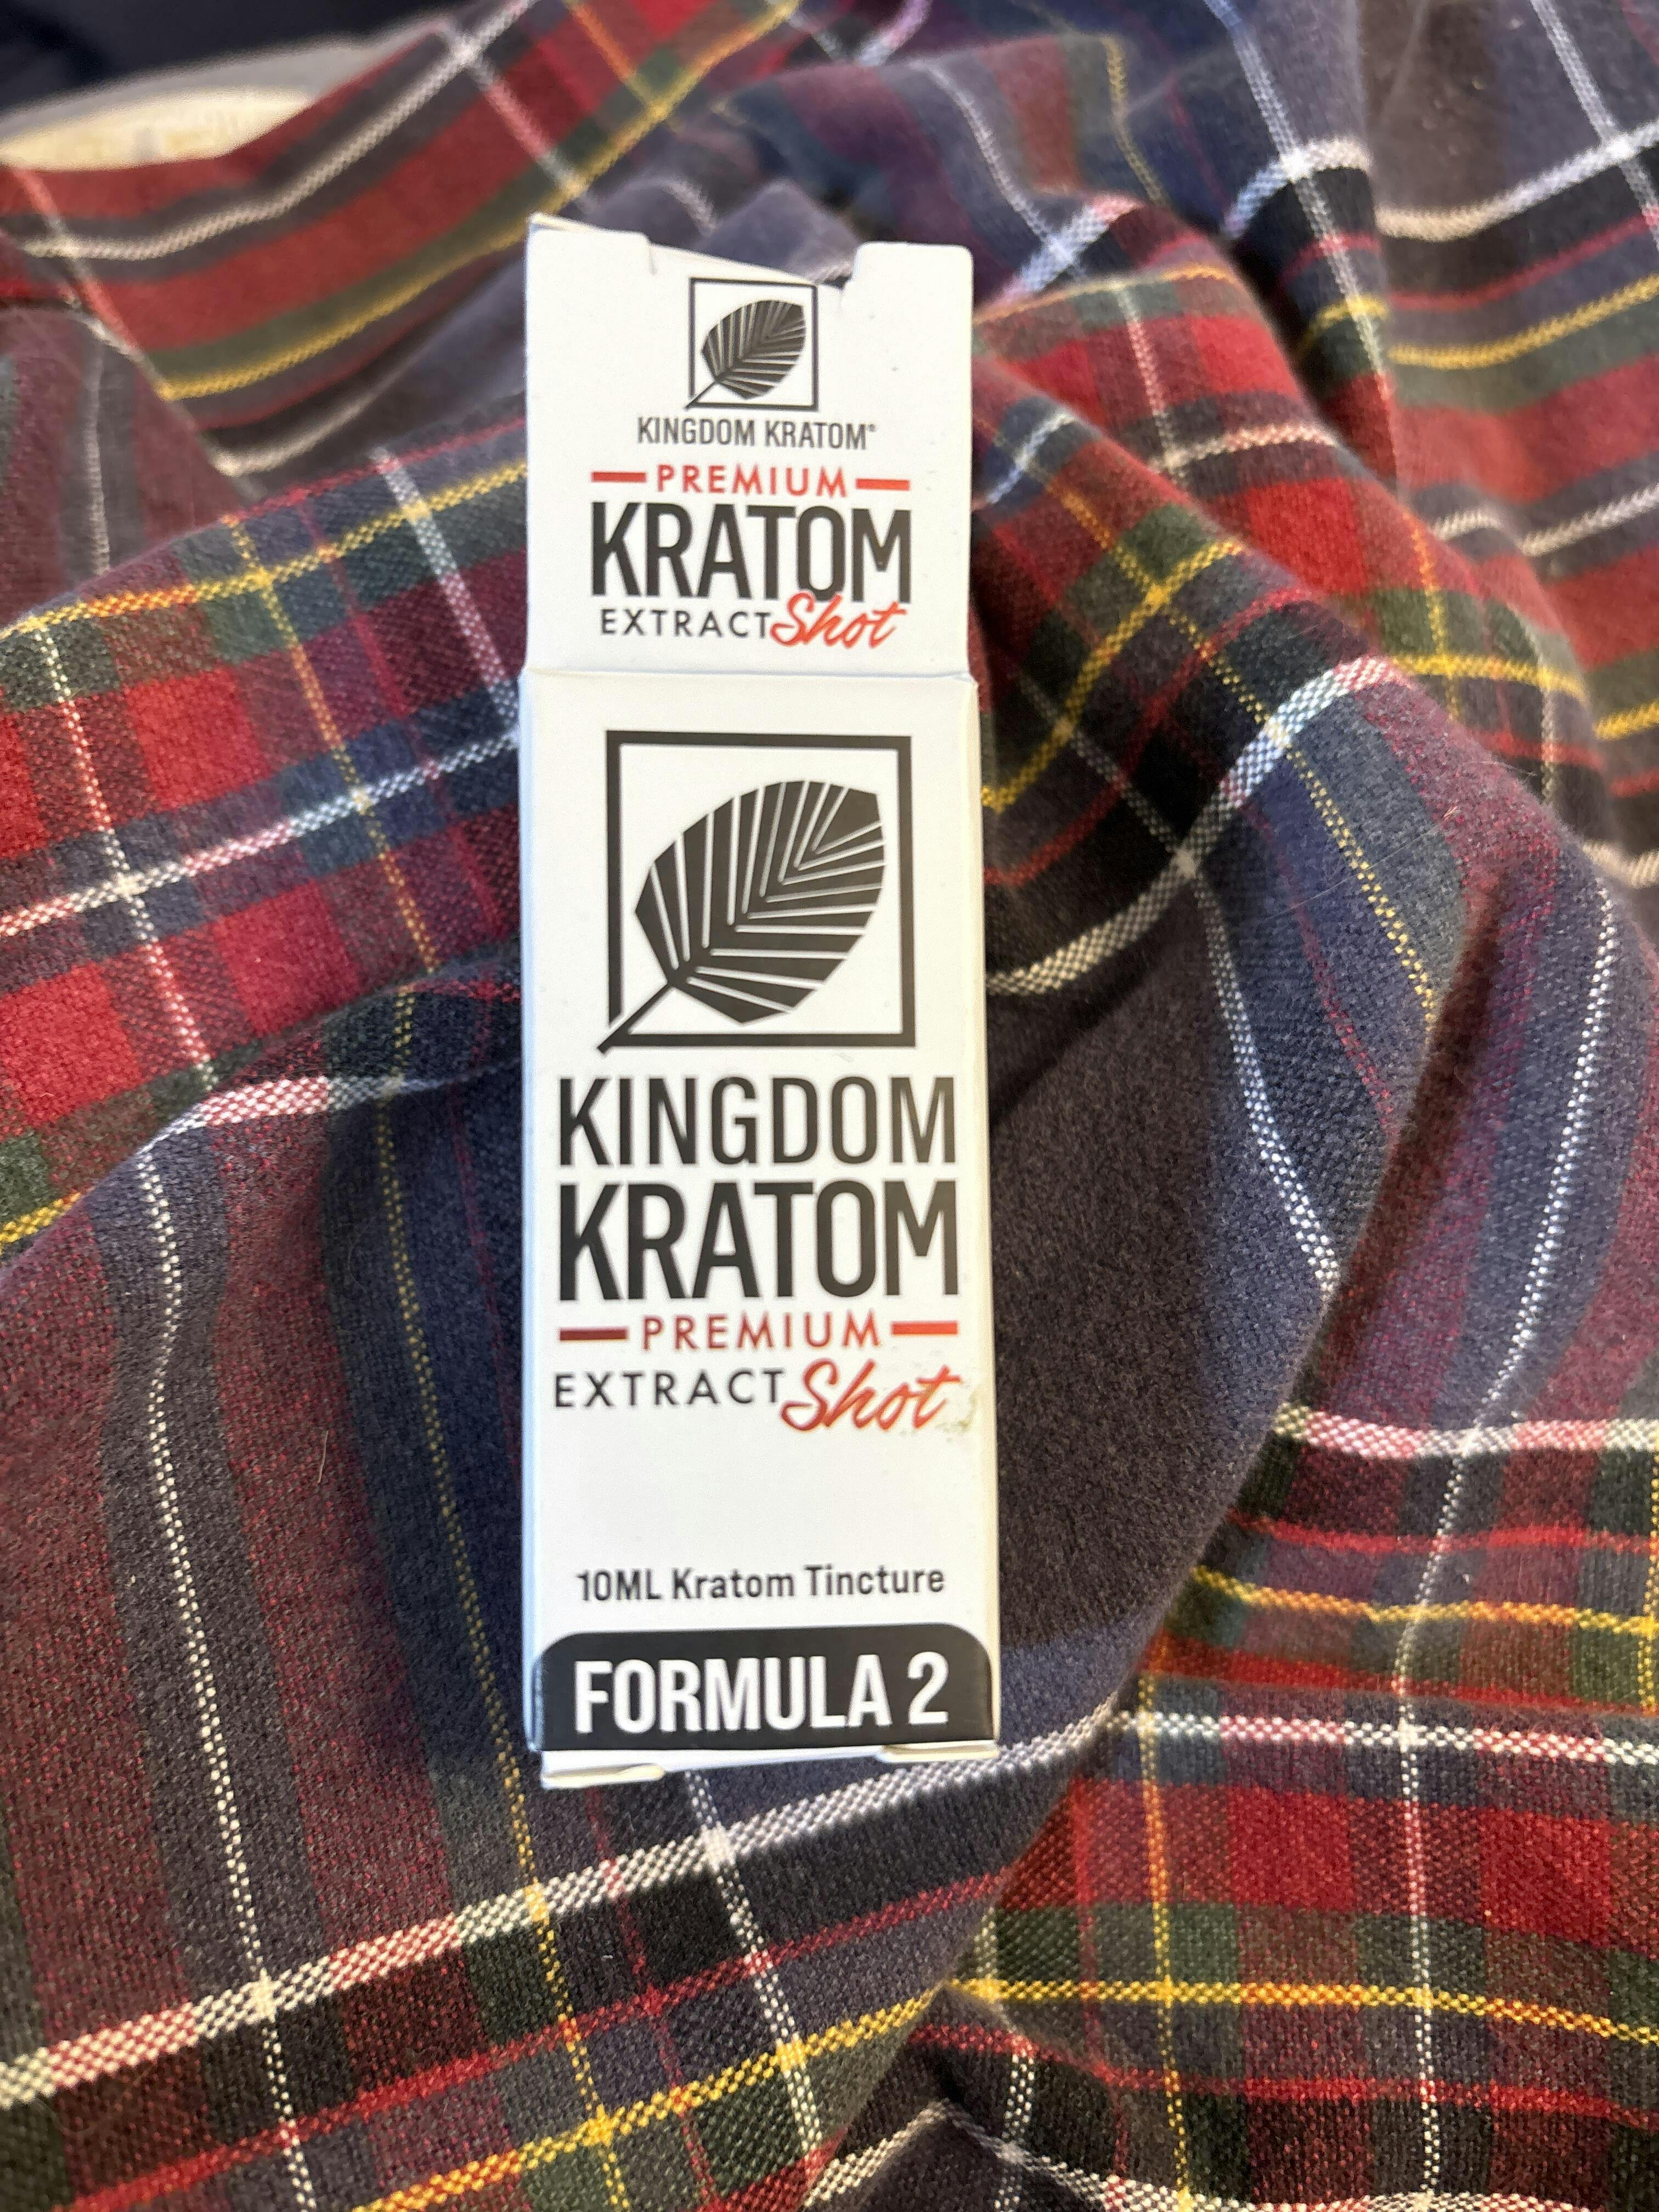 KINGDOM KRATOM®
PREMIUM
KRATOM
EXTRACT Shot
KINGDOM
KRATOM
PREMIUM
EXTRACT Shot
10ML Kratom Tincture
FORMULA 2